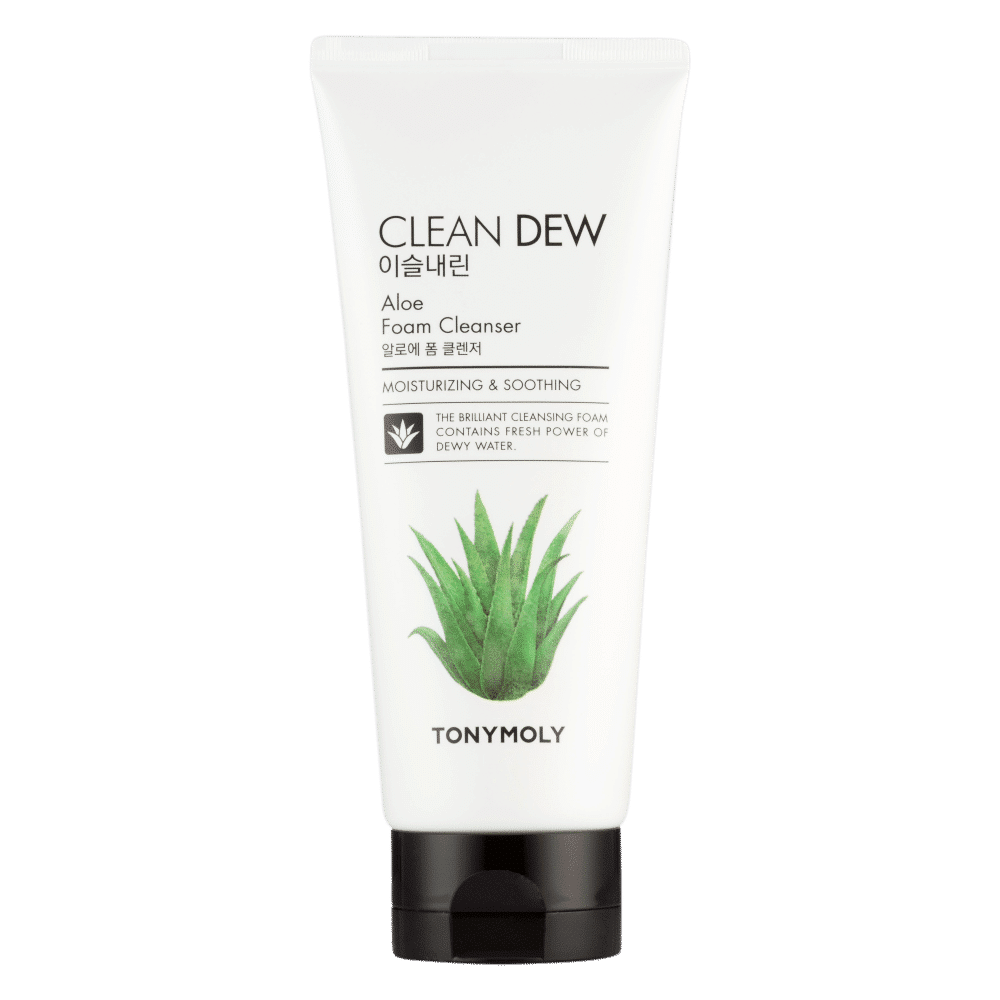 CLEAN DEW
이슬내린
Aloe
Foam Cleanser
알로에 폼 클렌저
MOISTURIZING & SOOTHING
THE BRILLIANT CLEANSING FOAM
CONTAINS FRESH POWER OF
DEWY WATER.
TONYMOLY